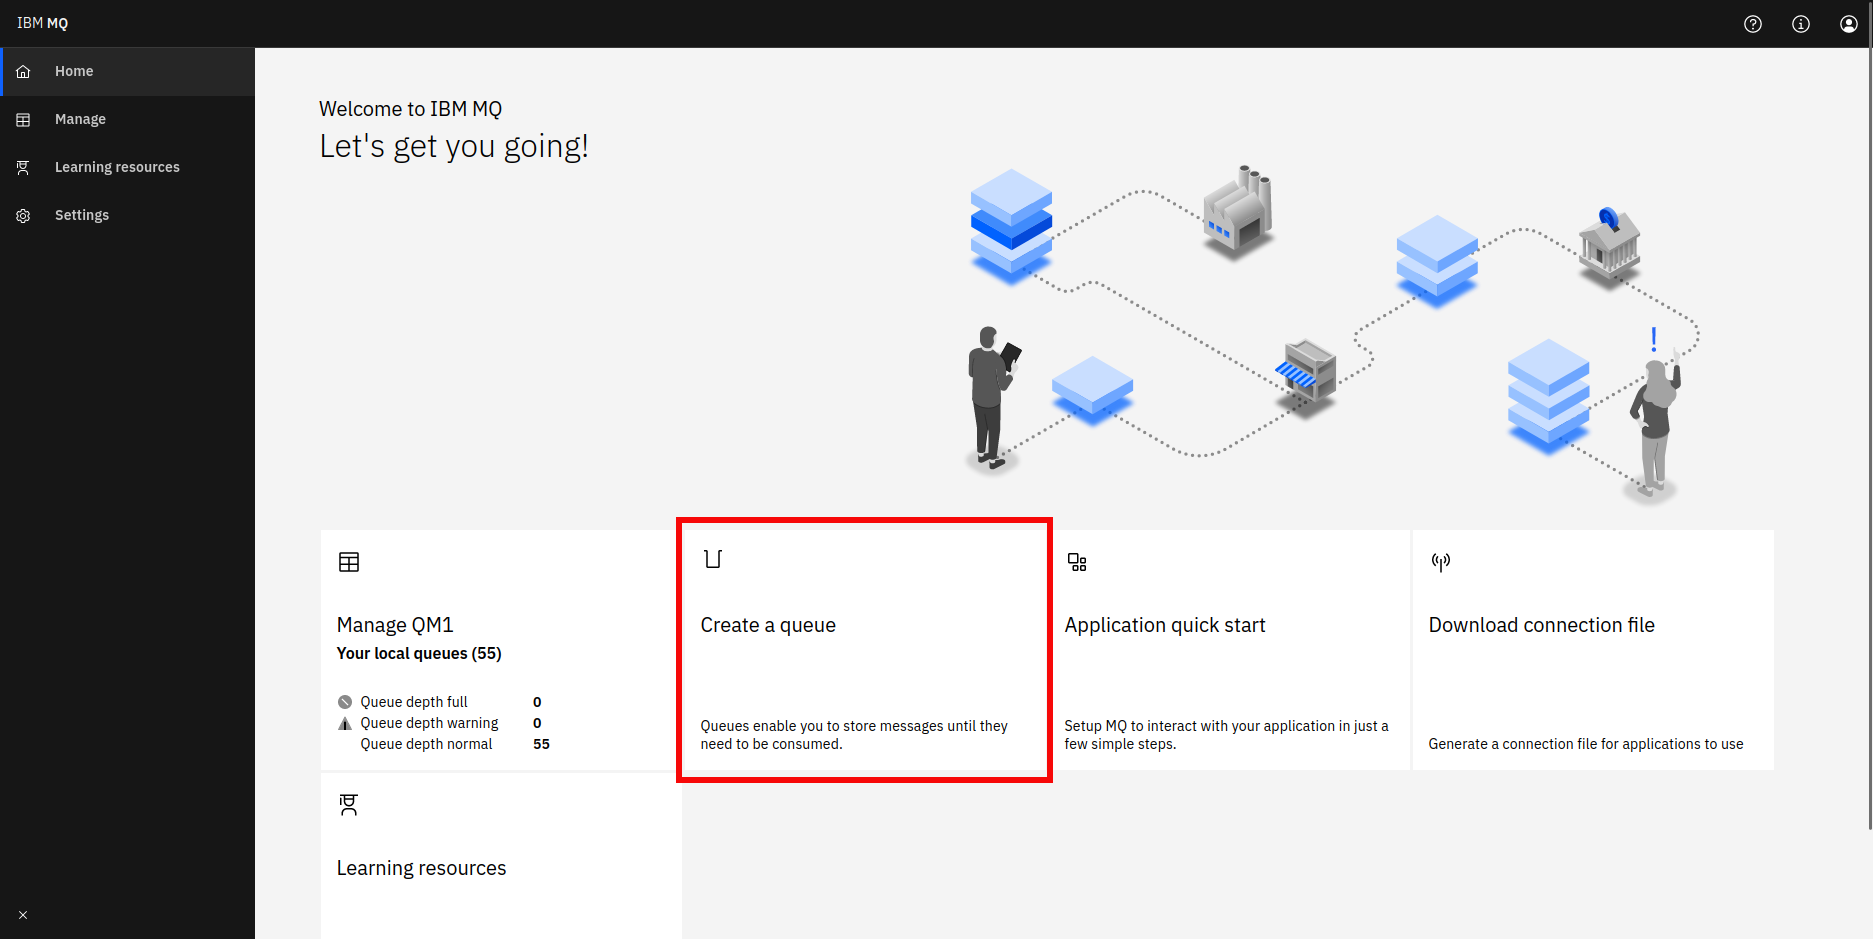 IBM MQ
Home
Manage
Learning resources
Settings
Welcome to IBM MQ
Let's get you going!
!
Manage QM1
Your local queues (55)
Queue depth full 0
Queue depth warning 0
Queue depth normal 55
Create a queue
Queues enable you to store messages until they
need to be consumed.
Application quick start
Setup MQ to interact with your application in just a
few simple steps.
Download connection file
Generate a connection file for applications to use
Learning resources